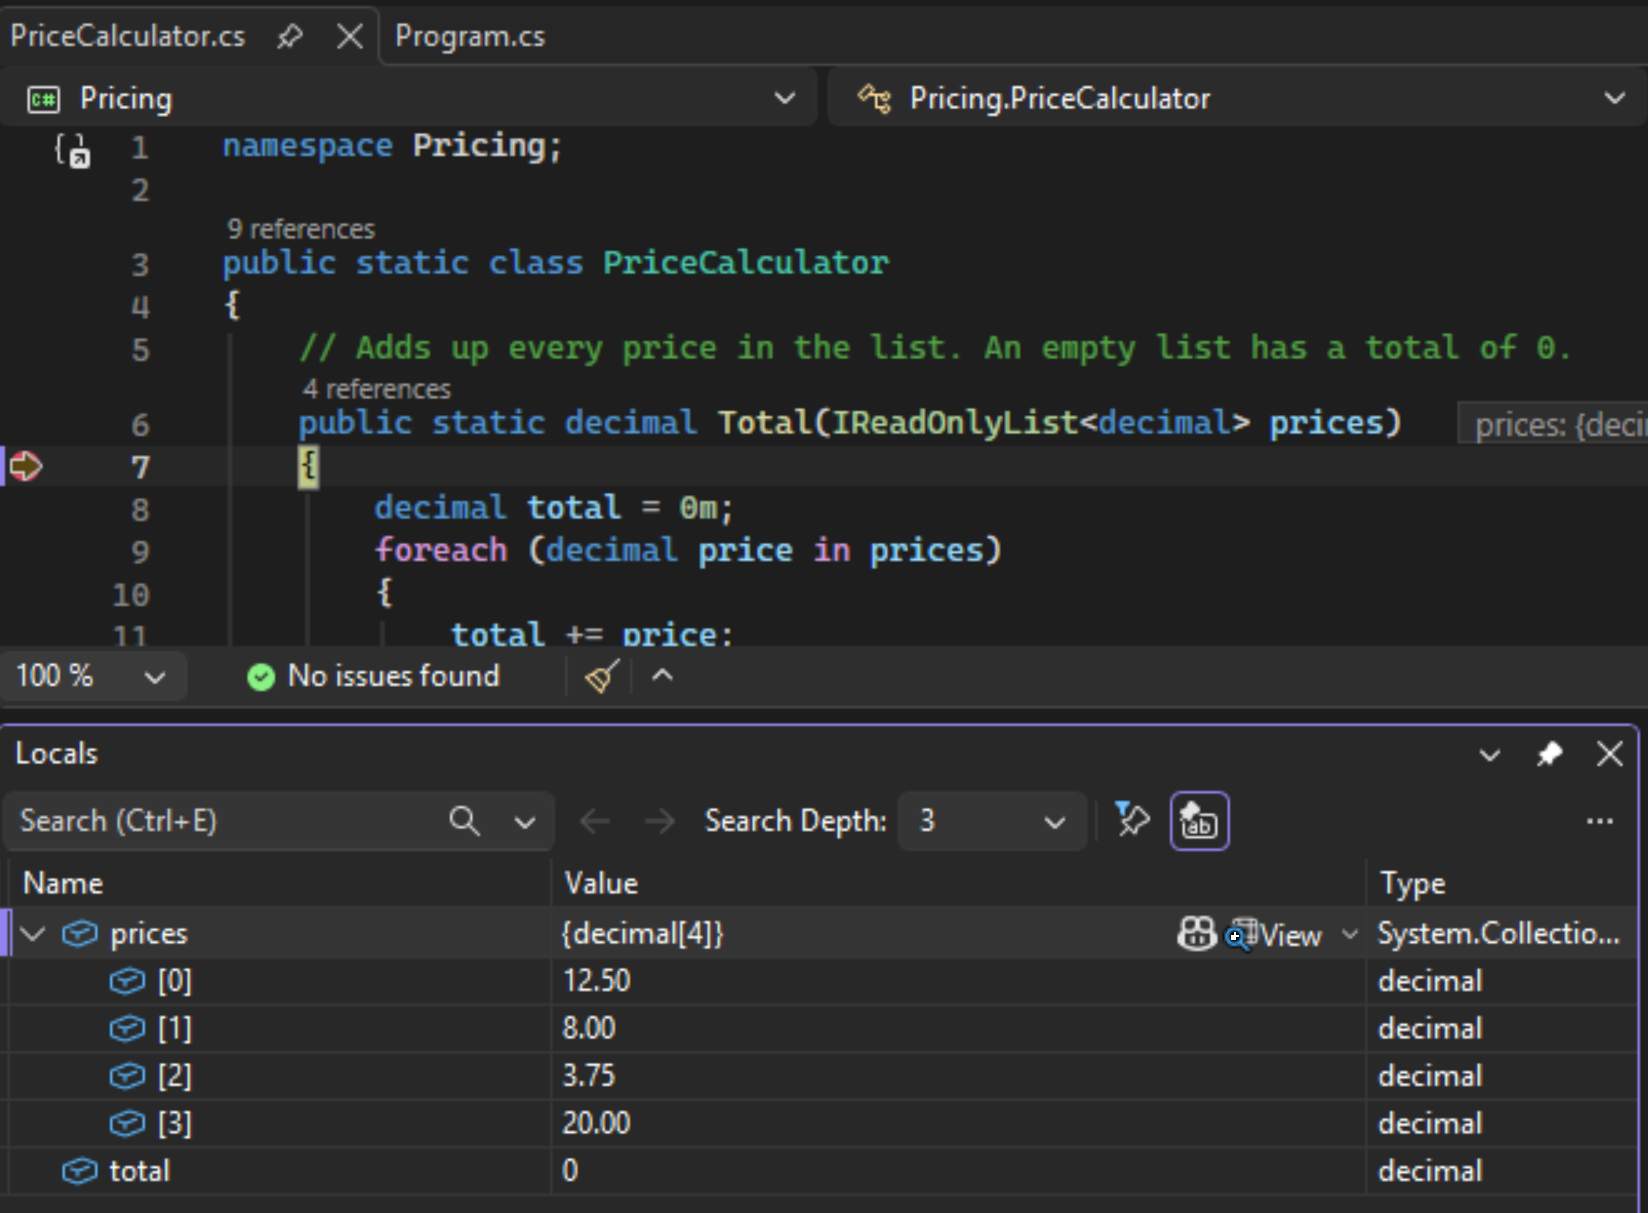 PriceCalculator.cs Program.cs
C# Pricing Pricing.PriceCalculator
1 namespace Pricing;
2
9 references
3 public static class PriceCalculator
4 {
5 // Adds up every price in the list. An empty list has a total of 0.
4 references
6 public static decimal Total(IReadOnlyList<decimal> prices) prices: {deci
7 {
8 decimal total = 0m;
9 foreach (decimal price in prices)
10 {
11 total += price;
100 % No issues found
Locals
Search (Ctrl+E) Search Depth: 3 ab
Name Value Type
prices {decimal[4]} View System.Collectio...
[0] 12.50 decimal
[1] 8.00 decimal
[2] 3.75 decimal
[3] 20.00 decimal
total 0 decimal